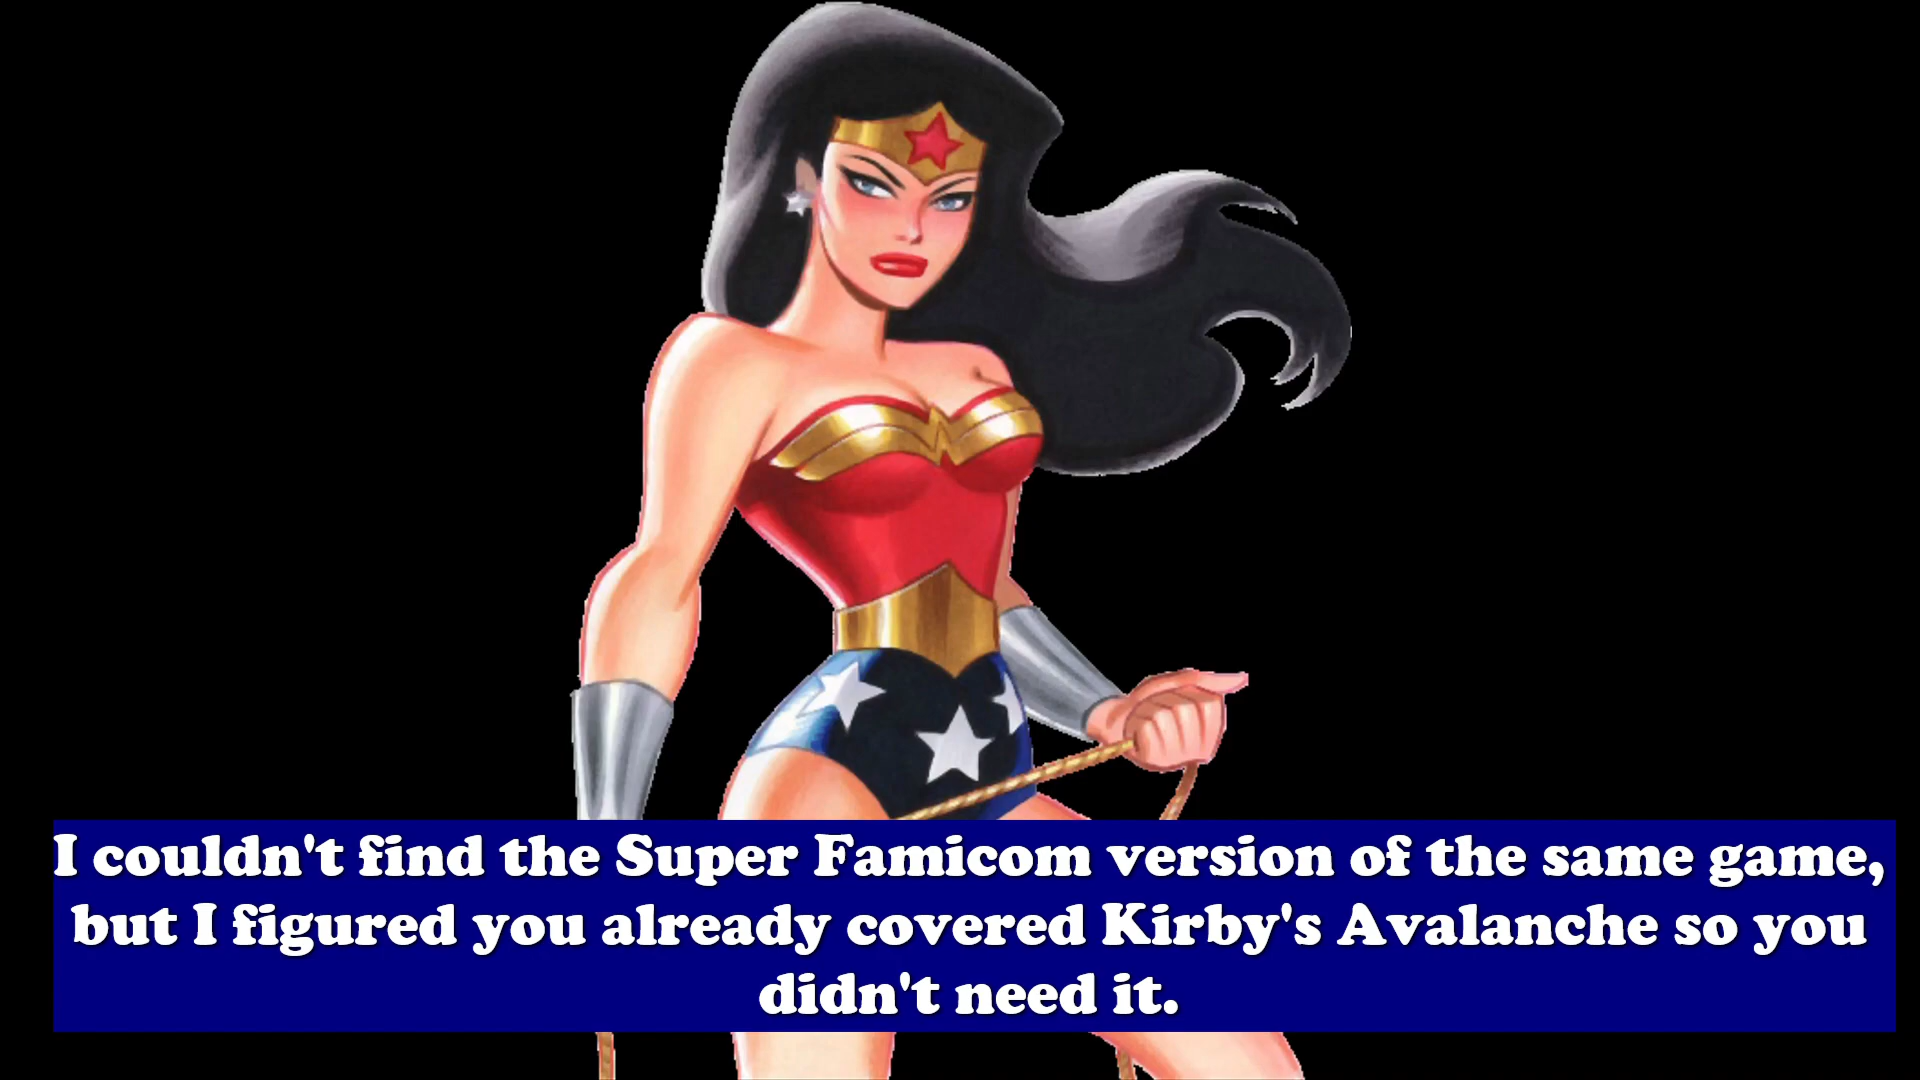 I couldn't find the Super Famicom version of the same game,
but I figured you already covered Kirby's Avalanche so you
didn't need it.